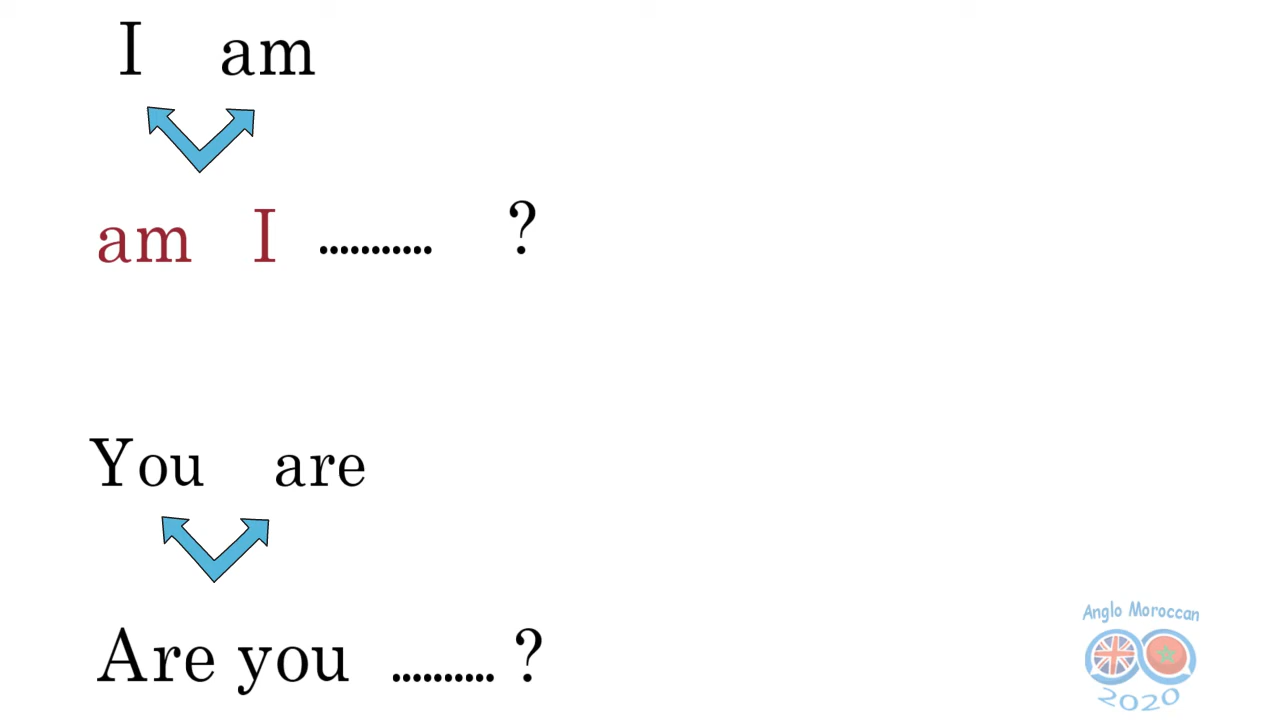 I am
am I ........... ?
You are
Are you .......... ?
Anglo Moroccan
2020